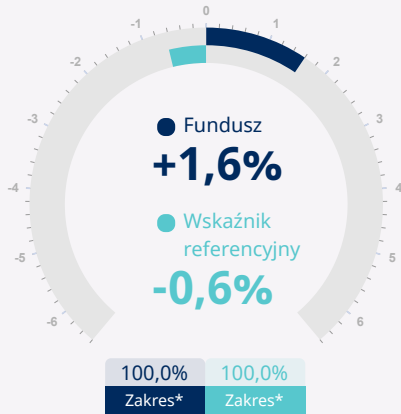 0
-1 1
-2 2
-3 3
-4 4
-5 5
-6 6
Fundusz
+1,6%
Wskaźnik
referencyjny
-0,6%
100,0% 100,0%
Zakres* Zakres*